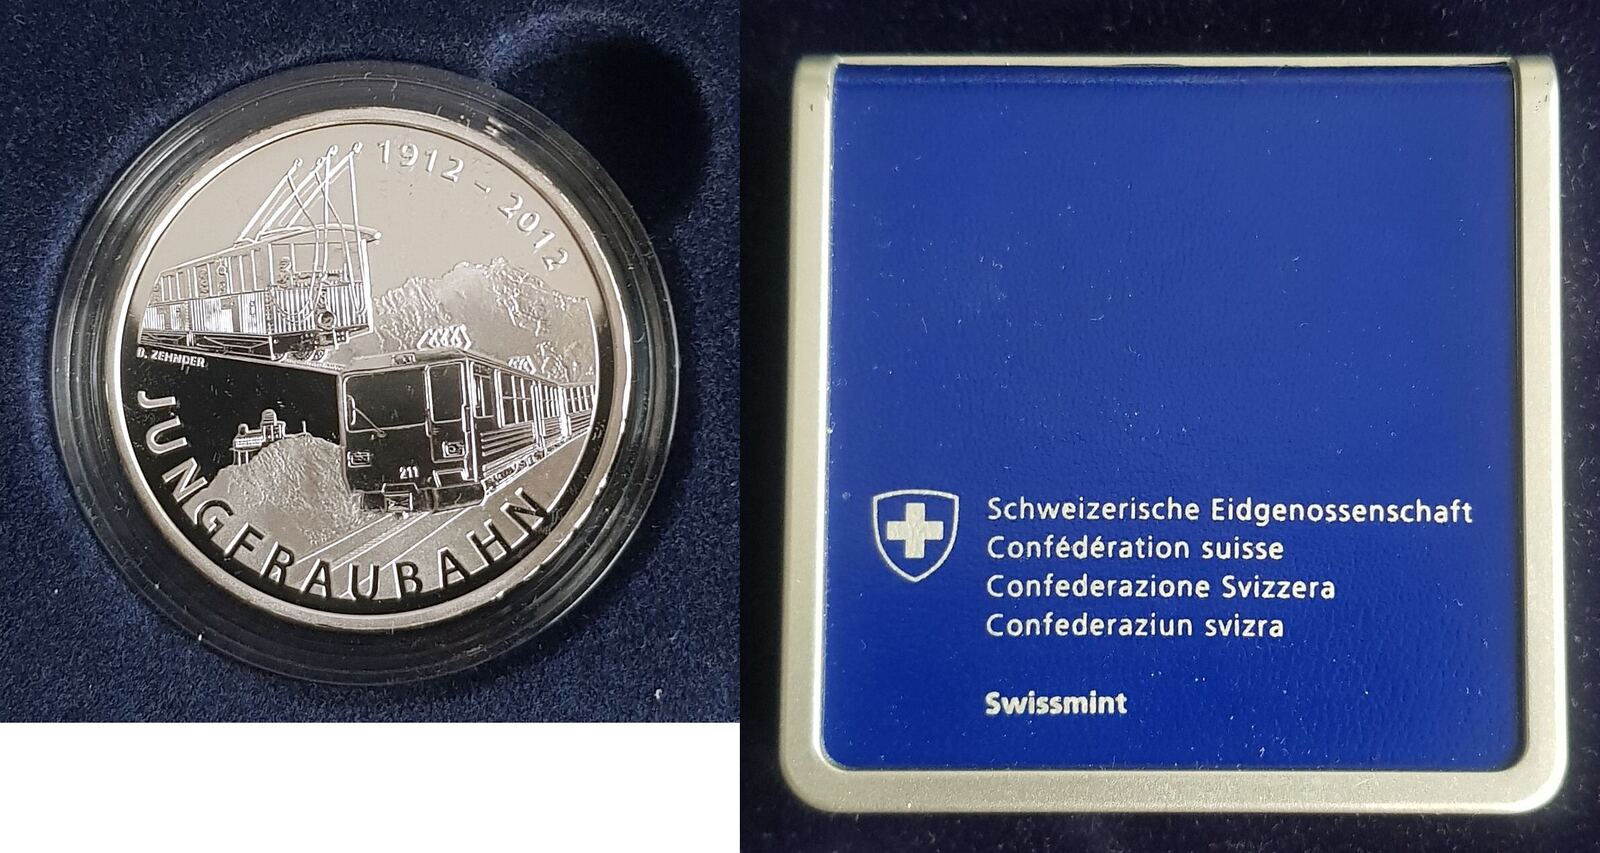 1912 - 2012
B. ZEHNDER
211
JUNGFRAUBAHN
Schweizerische Eidgenossenschaft
Confédération suisse
Confederazione Svizzera
Confederaziun svizra
Swissmint